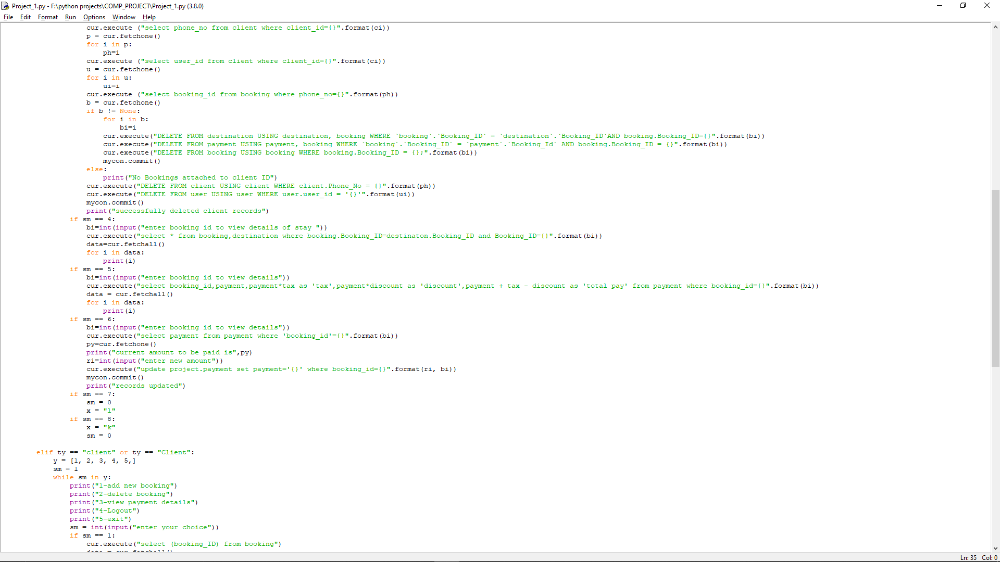 Project_1.py - F:\python projects\COMP_PROJECT\Project_1.py (3.8.0)
File Edit Format Run Options Window Help
cur.execute ("select phone_no from client where client_id={}".format(ci))
p = cur.fetchone()
for i in p:
ph=i
cur.execute ("select user_id from client where client_id={}".format(ci))
u = cur.fetchone()
for i in u:
ui=i
cur.execute ("select booking_id from booking where phone_no={}".format(ph))
b = cur.fetchone()
if b != None:
for i in b:
bi=i
cur.execute("DELETE FROM destination USING destination, booking WHERE `booking`.`Booking_ID` = `destination`.`Booking_ID`AND booking.Booking_ID={}".format(bi))
cur.execute("DELETE FROM payment USING payment, booking WHERE `booking`.`Booking_ID` = `payment`.`Booking_Id` AND booking.Booking_ID = {}".format(bi))
cur.execute("DELETE FROM booking USING booking WHERE booking.Booking_ID = {};".format(bi))
mycon.commit()
else:
print("No Bookings attached to client ID")
cur.execute("DELETE FROM client USING client WHERE client.Phone_No = {}".format(ph))
cur.execute("DELETE FROM user USING user WHERE user.user_id = '{}'".format(ui))
mycon.commit()
print("successfully deleted client records")
if sm == 4:
bi=int(input("enter booking id to view details of stay "))
cur.execute("select * from booking,destination where booking.Booking_ID=destinaton.Booking_ID and Booking_ID={}".format(bi))
data=cur.fetchall()
for i in data:
print(i)
if sm == 5:
bi=int(input("enter booking id to view details"))
cur.execute("select booking_id,payment,payment*tax as 'tax',payment*discount as 'discount',payment + tax - discount as 'total pay' from payment where booking_id={}".format(bi))
data = cur.fetchall()
for i in data:
print(i)
if sm == 6:
bi=int(input("enter booking id to view details"))
cur.execute("select payment from payment where 'booking_id'={}".format(bi))
py=cur.fetchone()
print("current amount to be paid is",py)
ri=int(input("enter new amount"))
cur.execute("update project.payment set payment='{}' where booking_id={}".format(ri, bi))
mycon.commit()
print("records updated")
if sm == 7:
sm = 0
x = "l"
if sm == 8:
x = "k"
sm = 0
elif ty == "client" or ty == "Client":
y = [1, 2, 3, 4, 5,]
sm = 1
while sm in y:
print("1-add new booking")
print("2-delete booking")
print("3-view payment details")
print("4-Logout")
print("5-exit")
sm = int(input("enter your choice"))
if sm == 1:
cur.execute("select (booking_ID) from booking")
data = cur.fetchall()
Ln: 35 Col: 0